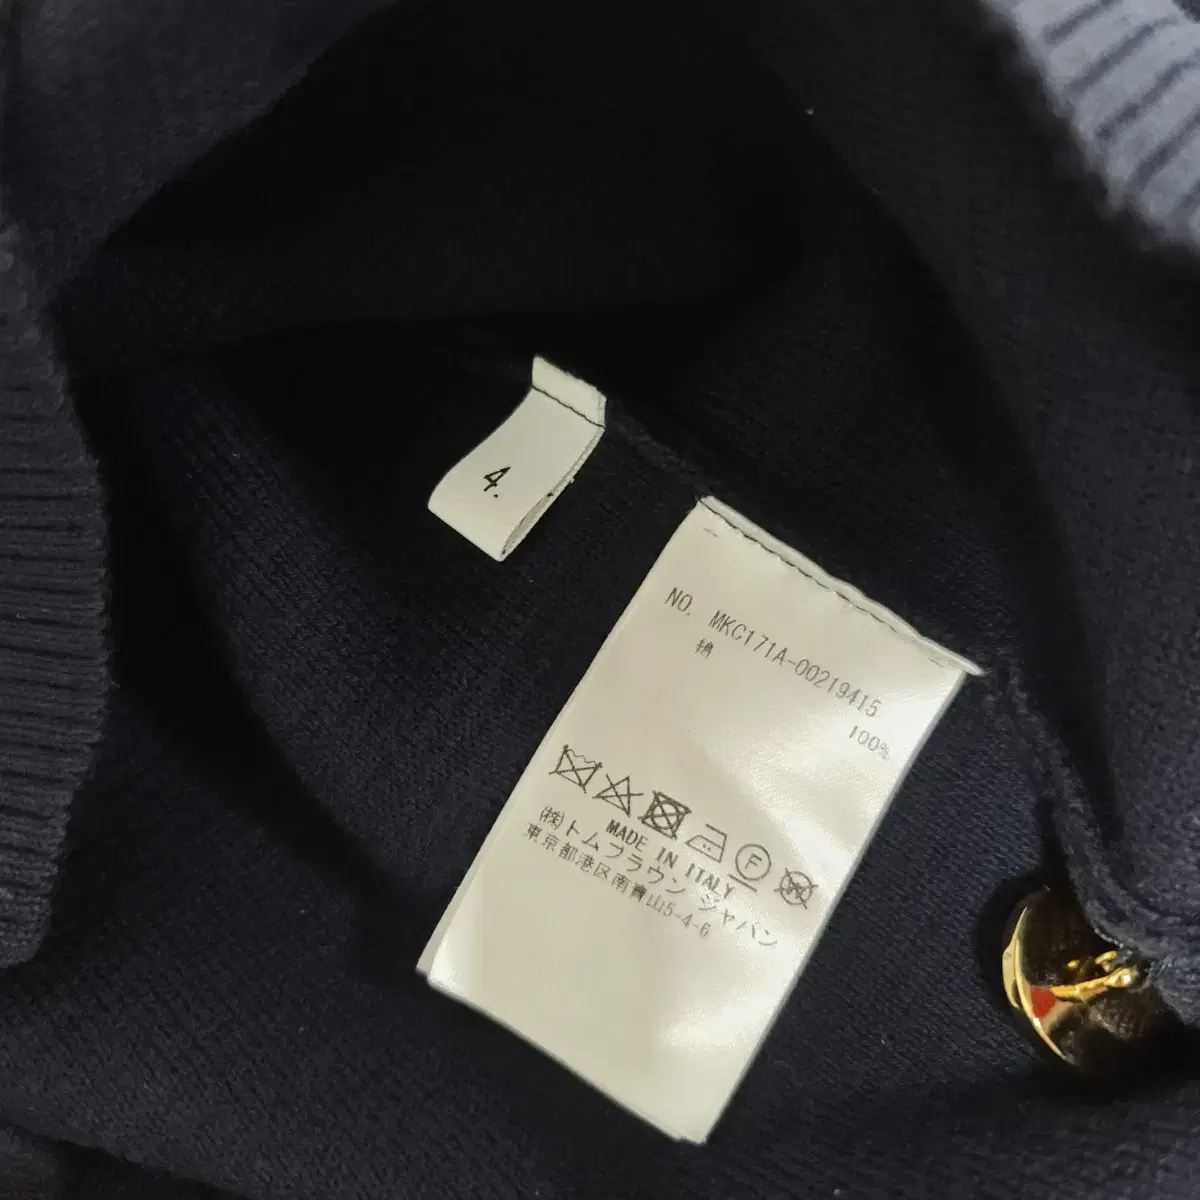 4.
NO. MKC171A-00219415
綿 100%
F
MADE IN ITALY
(株)トムブラウン ジャパン
東京都港区南青山5-4-6